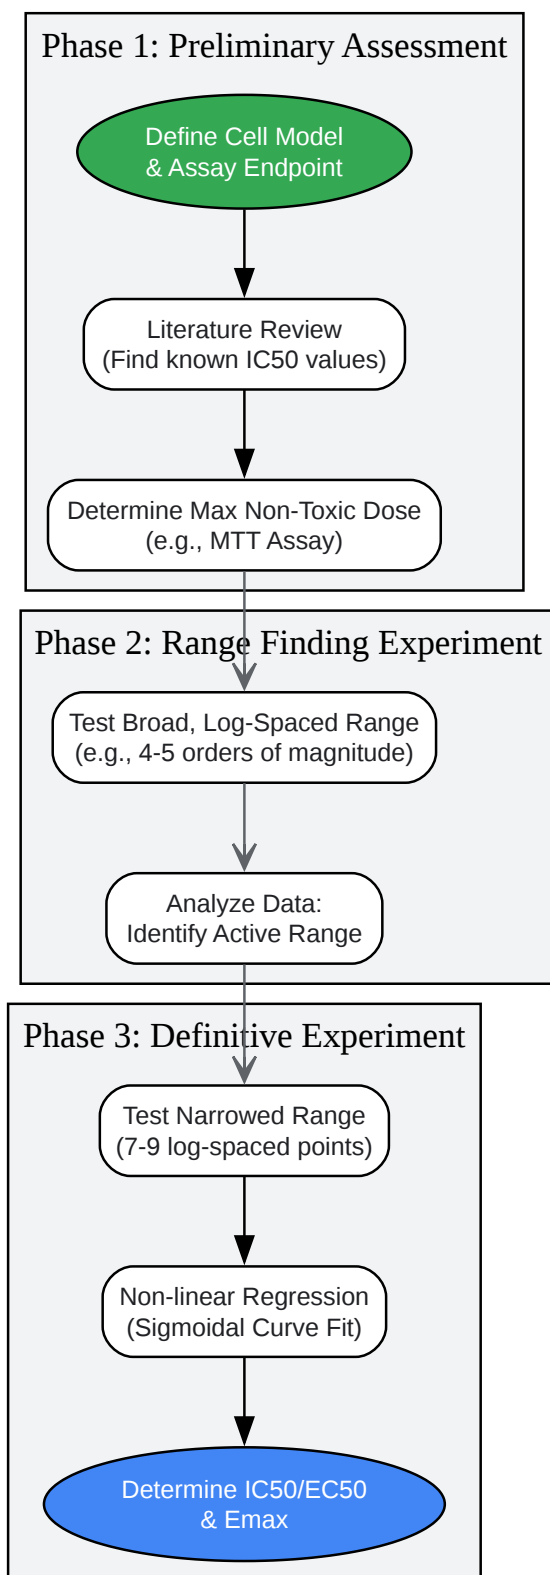 Phase 1: Preliminary Assessment
Define Cell Model
& Assay Endpoint
Literature Review
(Find known IC50 values)
Determine Max Non-Toxic Dose
(e.g., MTT Assay)
Phase 2: Range Finding Experiment
Test Broad, Log-Spaced Range
(e.g., 4-5 orders of magnitude)
Analyze Data:
Identify Active Range
Phase 3: Definitive Experiment
Test Narrowed Range
(7-9 log-spaced points)
Non-linear Regression
(Sigmoidal Curve Fit)
Determine IC50/EC50
& Emax